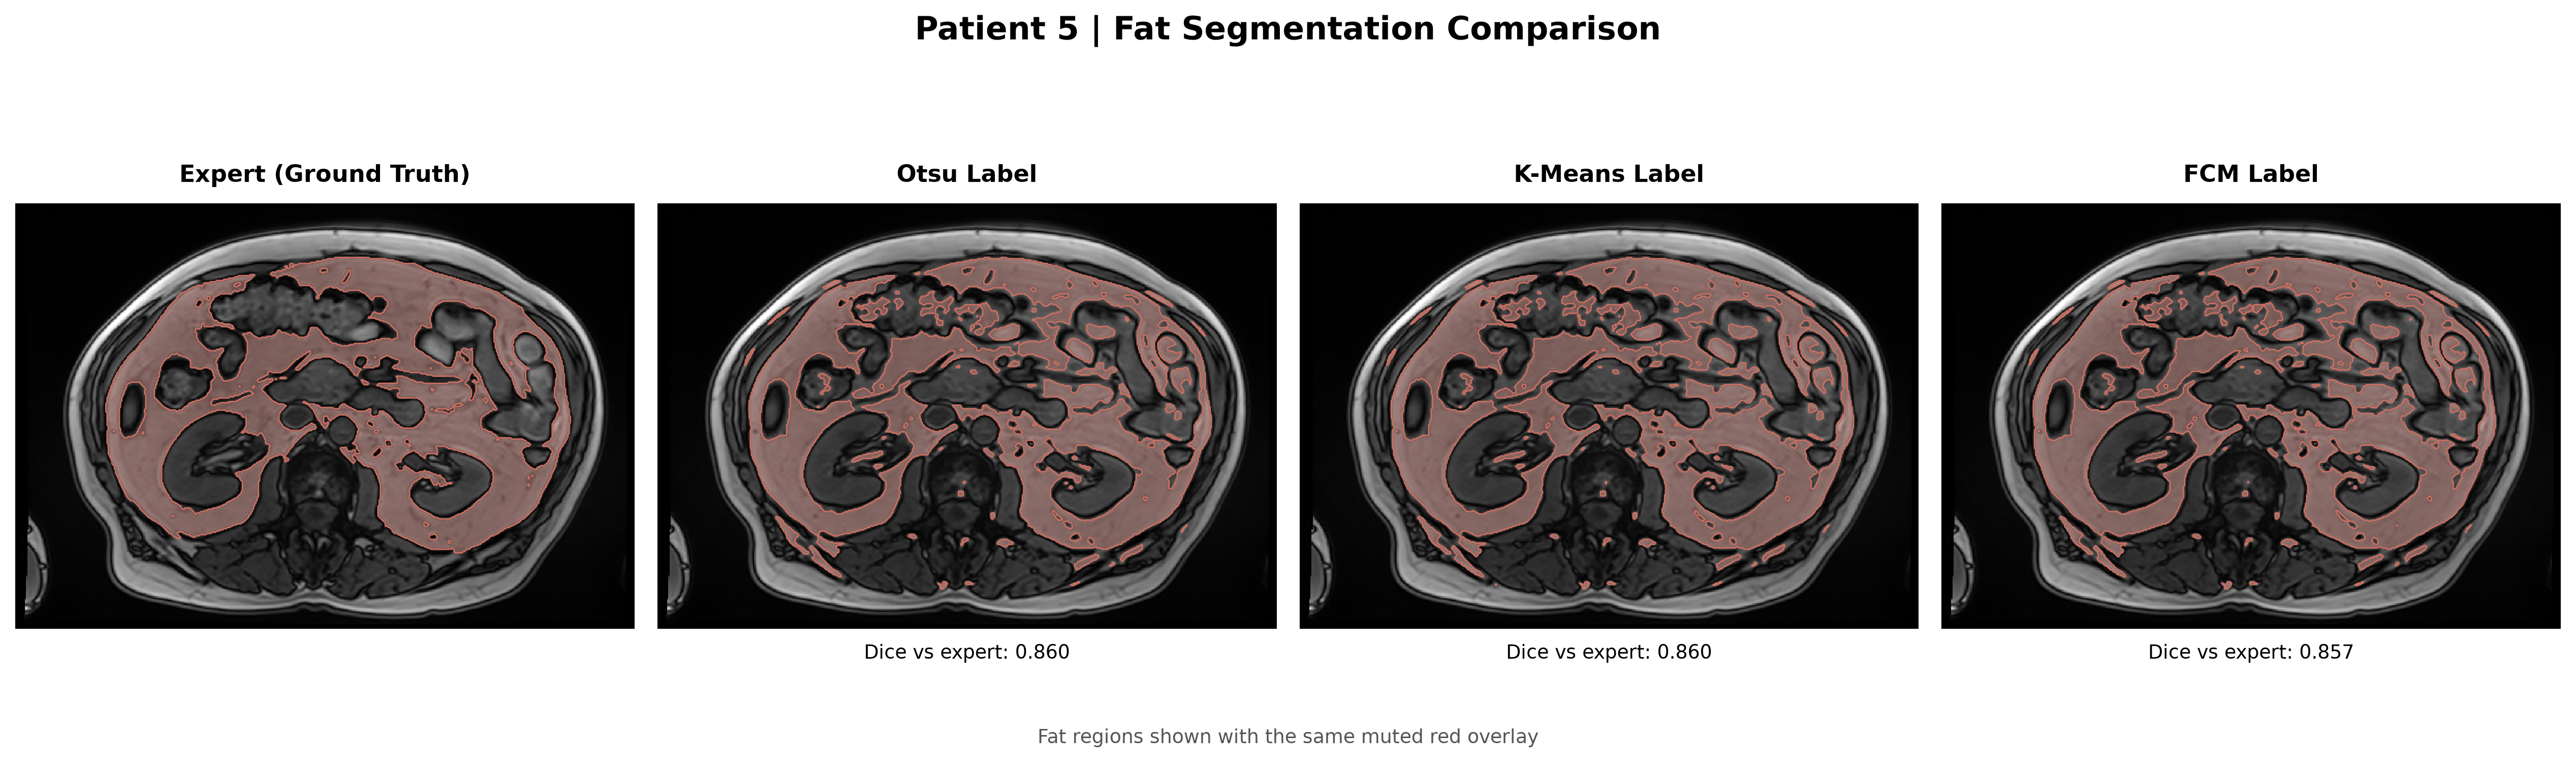 Patient 5 | Fat Segmentation Comparison
Expert (Ground Truth)
Otsu Label
K-Means Label
FCM Label
Dice vs expert: 0.860
Dice vs expert: 0.860
Dice vs expert: 0.857
Fat regions shown with the same muted red overlay